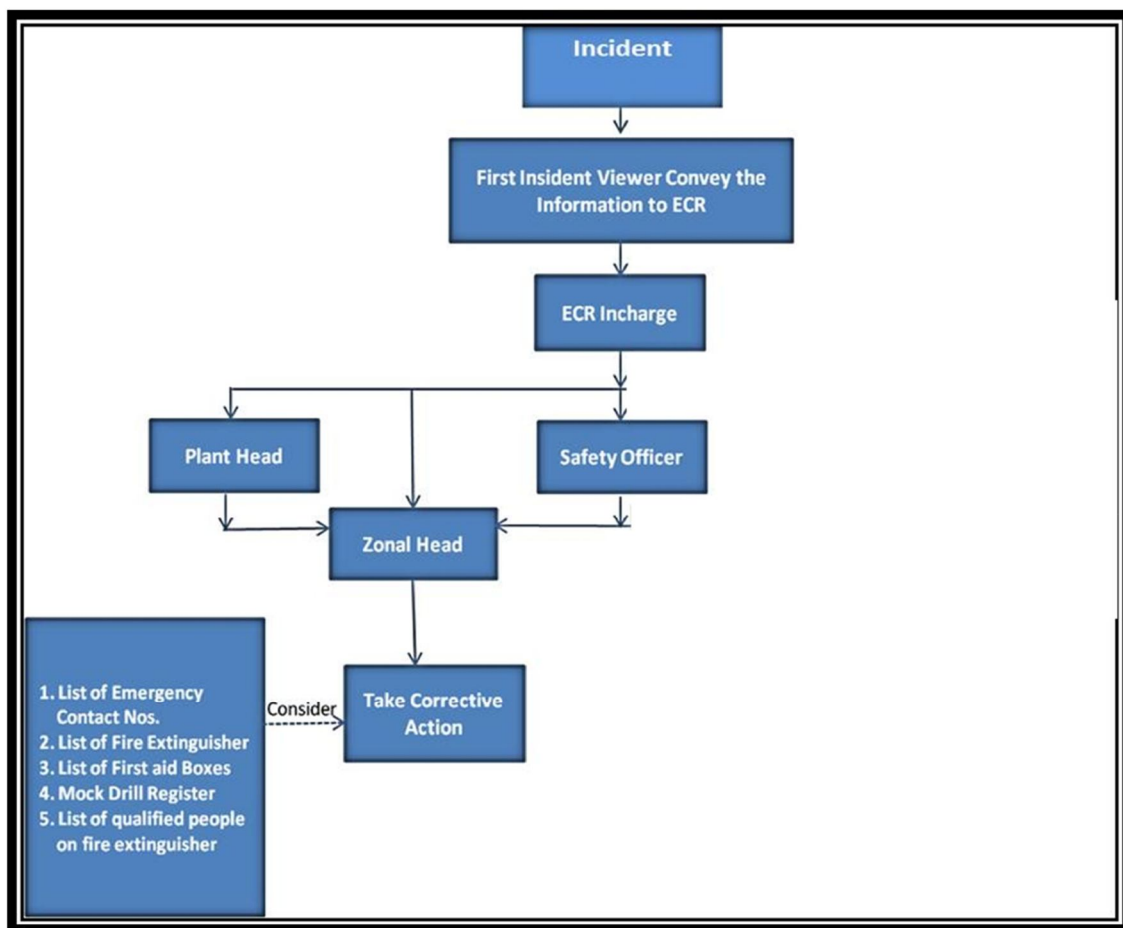 Incident
First Insident Viewer Convey the
Information to ECR
ECR Incharge
Plant Head
Safety Officer
Zonal Head
1. List of Emergency
Contact Nos.
2. List of Fire Extinguisher
3. List of First aid Boxes
4. Mock Drill Register
5. List of qualified people
on fire extinguisher
Consider
Take Corrective
Action